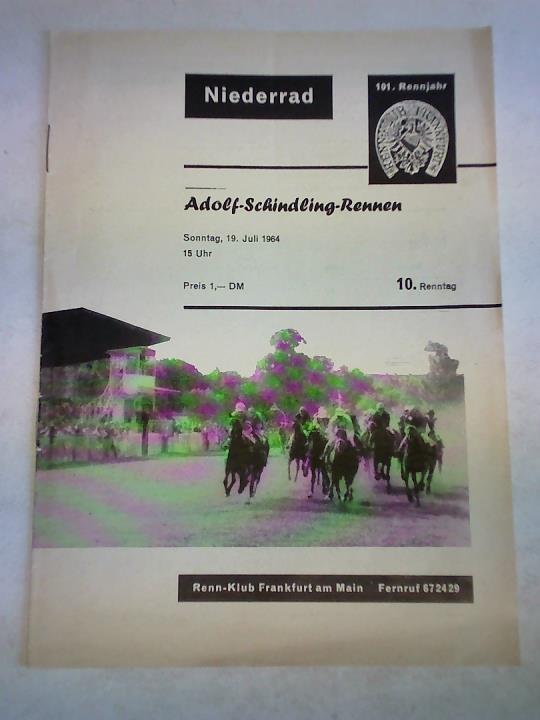 Niederrad
101. Rennjahr
Adolf-Schindling-Rennen
Sonntag, 19. Juli 1964
15 Uhr
Preis 1,— DM
10. Renntag
Renn-Klub Frankfurt am Main Fernruf 672429